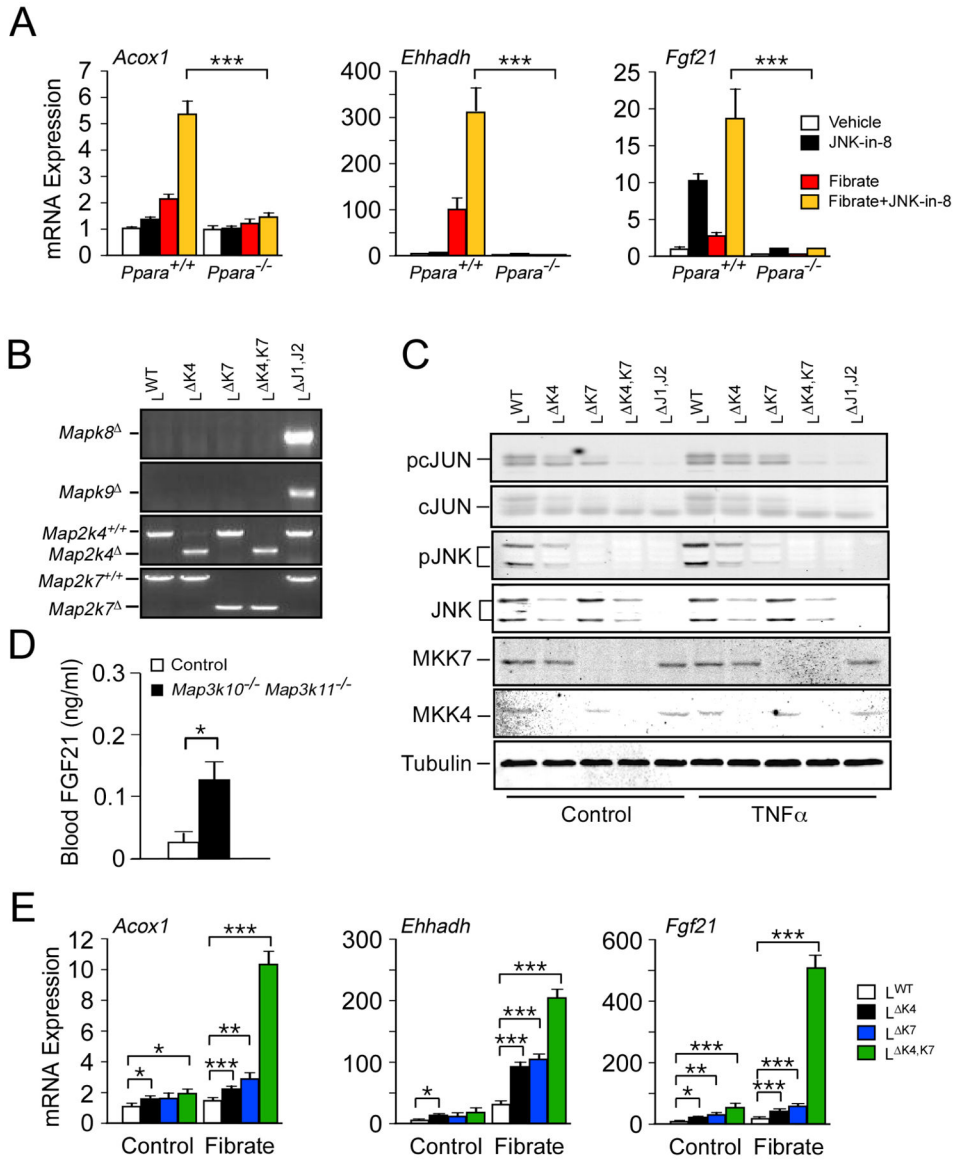 A
Acox1
Ehhadh
Fgf21
mRNA Expression
7
6
5
4
3
2
1
0
***
Ppara+/+
Ppara-/-
400
300
200
100
0
***
Ppara+/+
Ppara-/-
25
20
15
10
5
0
***
Ppara+/+
Ppara-/-
Vehicle
JNK-in-8
Fibrate
Fibrate+JNK-in-8
B
LWT
LΔK4
LΔK7
LΔK4,K7
LΔJ1,J2
Mapk8Δ
Mapk9Δ
Map2k4+/+
Map2k4Δ
Map2k7+/+
Map2k7Δ
C
LWT
LΔK4
LΔK7
LΔK4,K7
LΔJ1,J2
LWT
LΔK4
LΔK7
LΔK4,K7
LΔJ1,J2
pcJUN
cJUN
pJNK
JNK
MKK7
MKK4
Tubulin
Control
TNFα
D
Control
Map3k10-/- Map3k11-/-
Blood FGF21 (ng/ml)
0.3
0.2
0.1
0
*
E
Acox1
Ehhadh
Fgf21
mRNA Expression
12
10
8
6
4
2
0
*
*
***
**
***
Control
Fibrate
300
200
100
0
*
***
***
***
Control
Fibrate
600
400
200
0
*
**
***
***
***
***
Control
Fibrate
LWT
LΔK4
LΔK7
LΔK4,K7